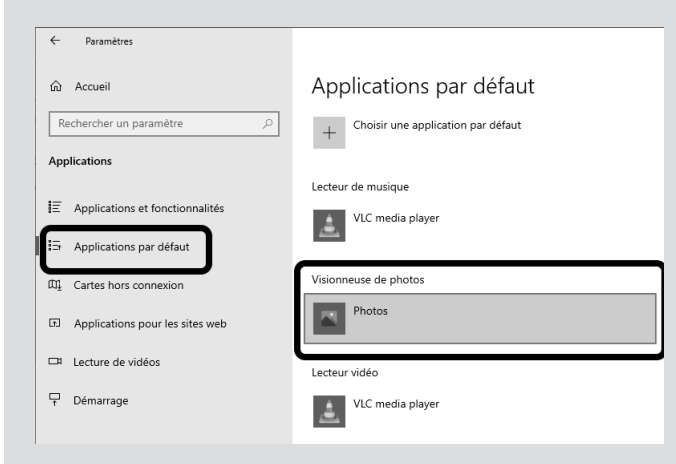 Paramètres
Accueil
Rechercher un paramètre
Applications
Applications et fonctionnalités
Applications par défaut
Cartes hors connexion
Applications pour les sites web
Lecture de vidéos
Démarrage
Applications par défaut
Choisir une application par défaut
Lecteur de musique
VLC media player
Visionneuse de photos
Photos
Lecteur vidéo
VLC media player